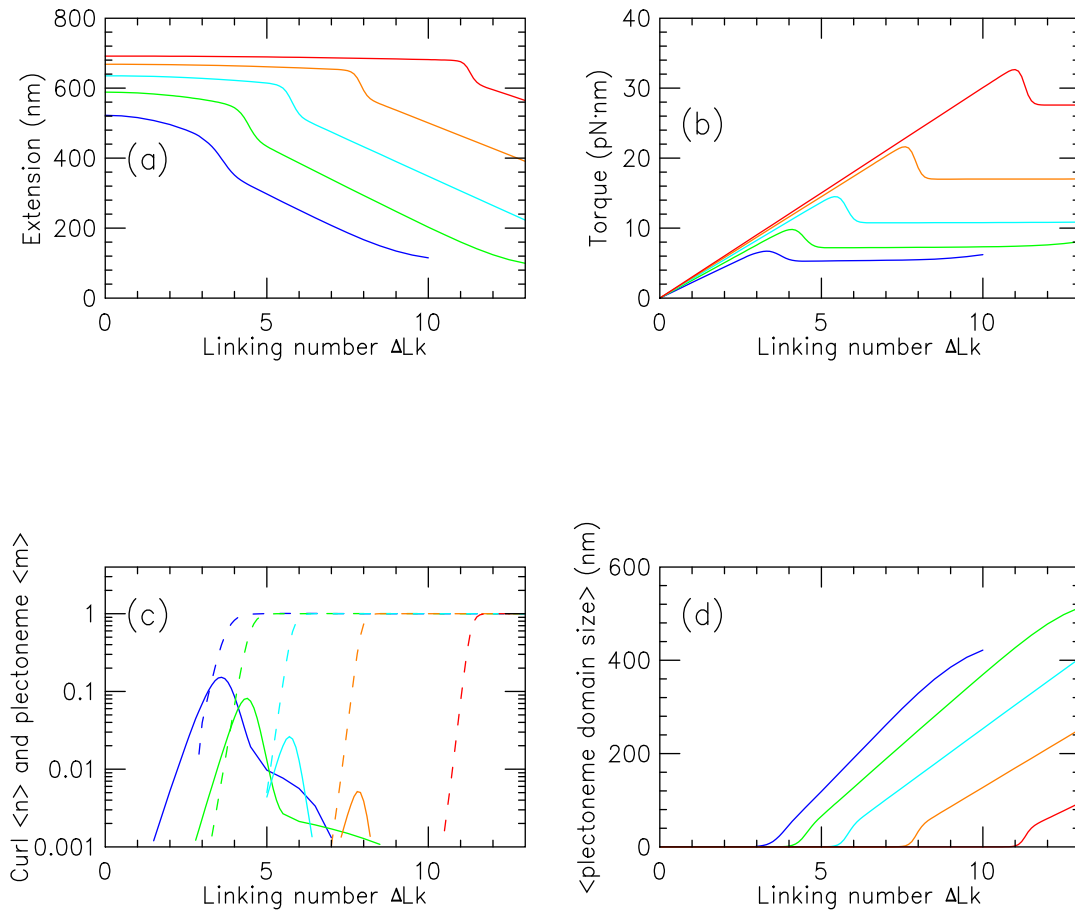 800
600
400
200
0
Extension (nm)
(a)
0 5 10
Linking number ΔLk
40
30
20
10
0
Torque (pN·nm)
(b)
0 5 10
Linking number ΔLk
1
0.1
0.01
0.001
Curl <n> and plectoneme <m>
(c)
0 5 10
Linking number ΔLk
600
400
200
0
<plectoneme domain size> (nm)
(d)
0 5 10
Linking number ΔLk